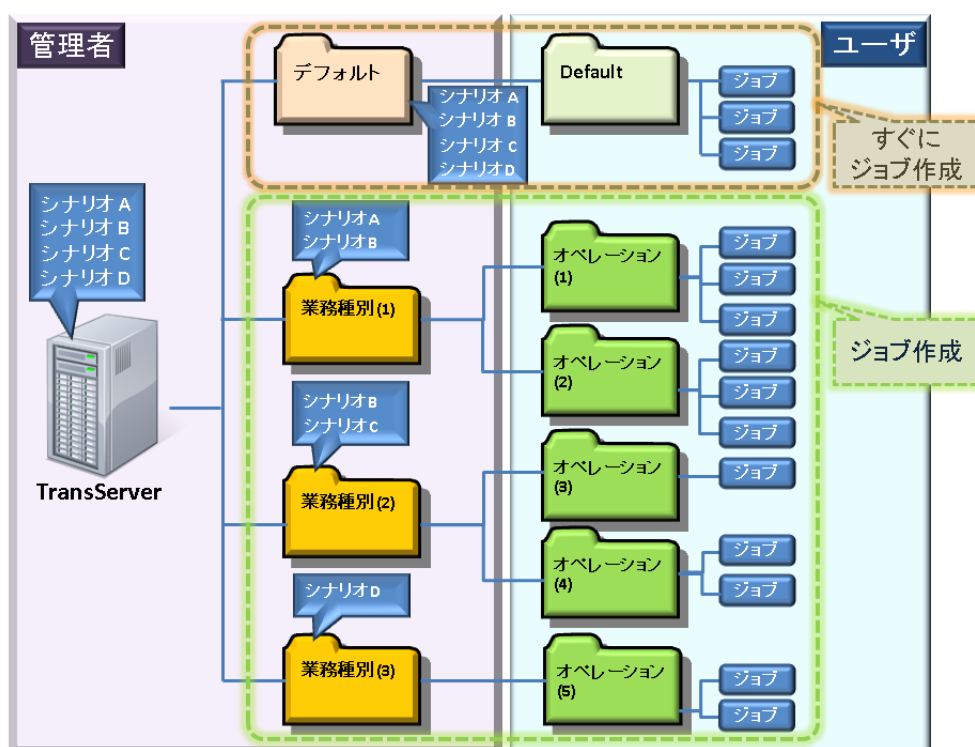 管理者
ユーザ
デフォルト
シナリオ A
シナリオ B
シナリオ C
シナリオ D
Default
ジョブ
ジョブ
ジョブ
すぐに
ジョブ作成
シナリオ A
シナリオ B
シナリオ C
シナリオ D
TransServer
シナリオ A
シナリオ B
業務種別(1)
オペレーション
(1)
ジョブ
ジョブ
ジョブ
オペレーション
(2)
ジョブ
ジョブ
ジョブ
ジョブ作成
シナリオ B
シナリオ C
業務種別(2)
オペレーション
(3)
ジョブ
オペレーション
(4)
ジョブ
ジョブ
シナリオ D
業務種別(3)
オペレーション
(5)
ジョブ
ジョブ